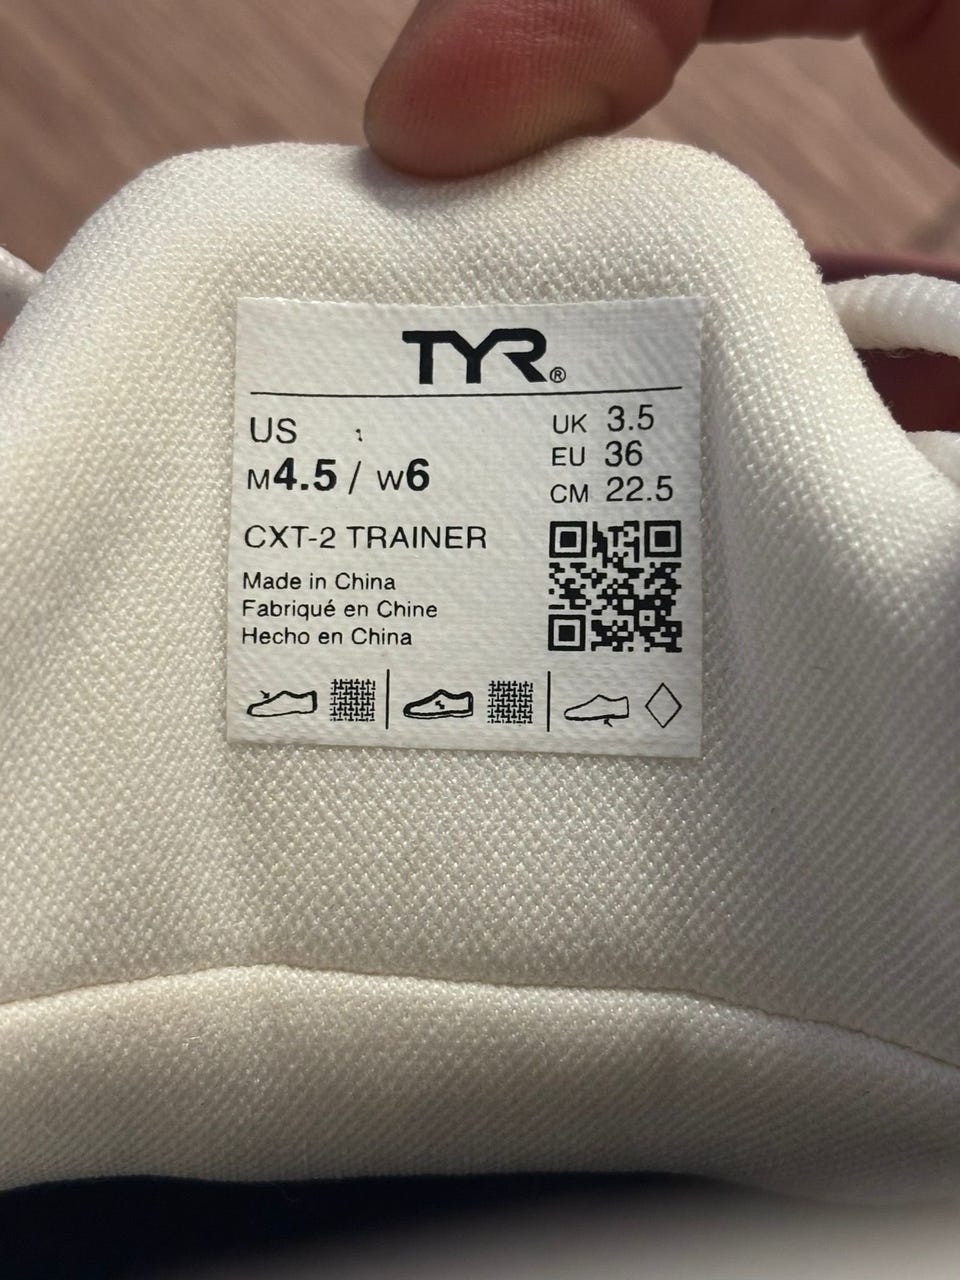 TYR®
US
M4.5 / W6
UK 3.5
EU 36
CM 22.5
CXT-2 TRAINER
Made in China
Fabriqué en Chine
Hecho en China